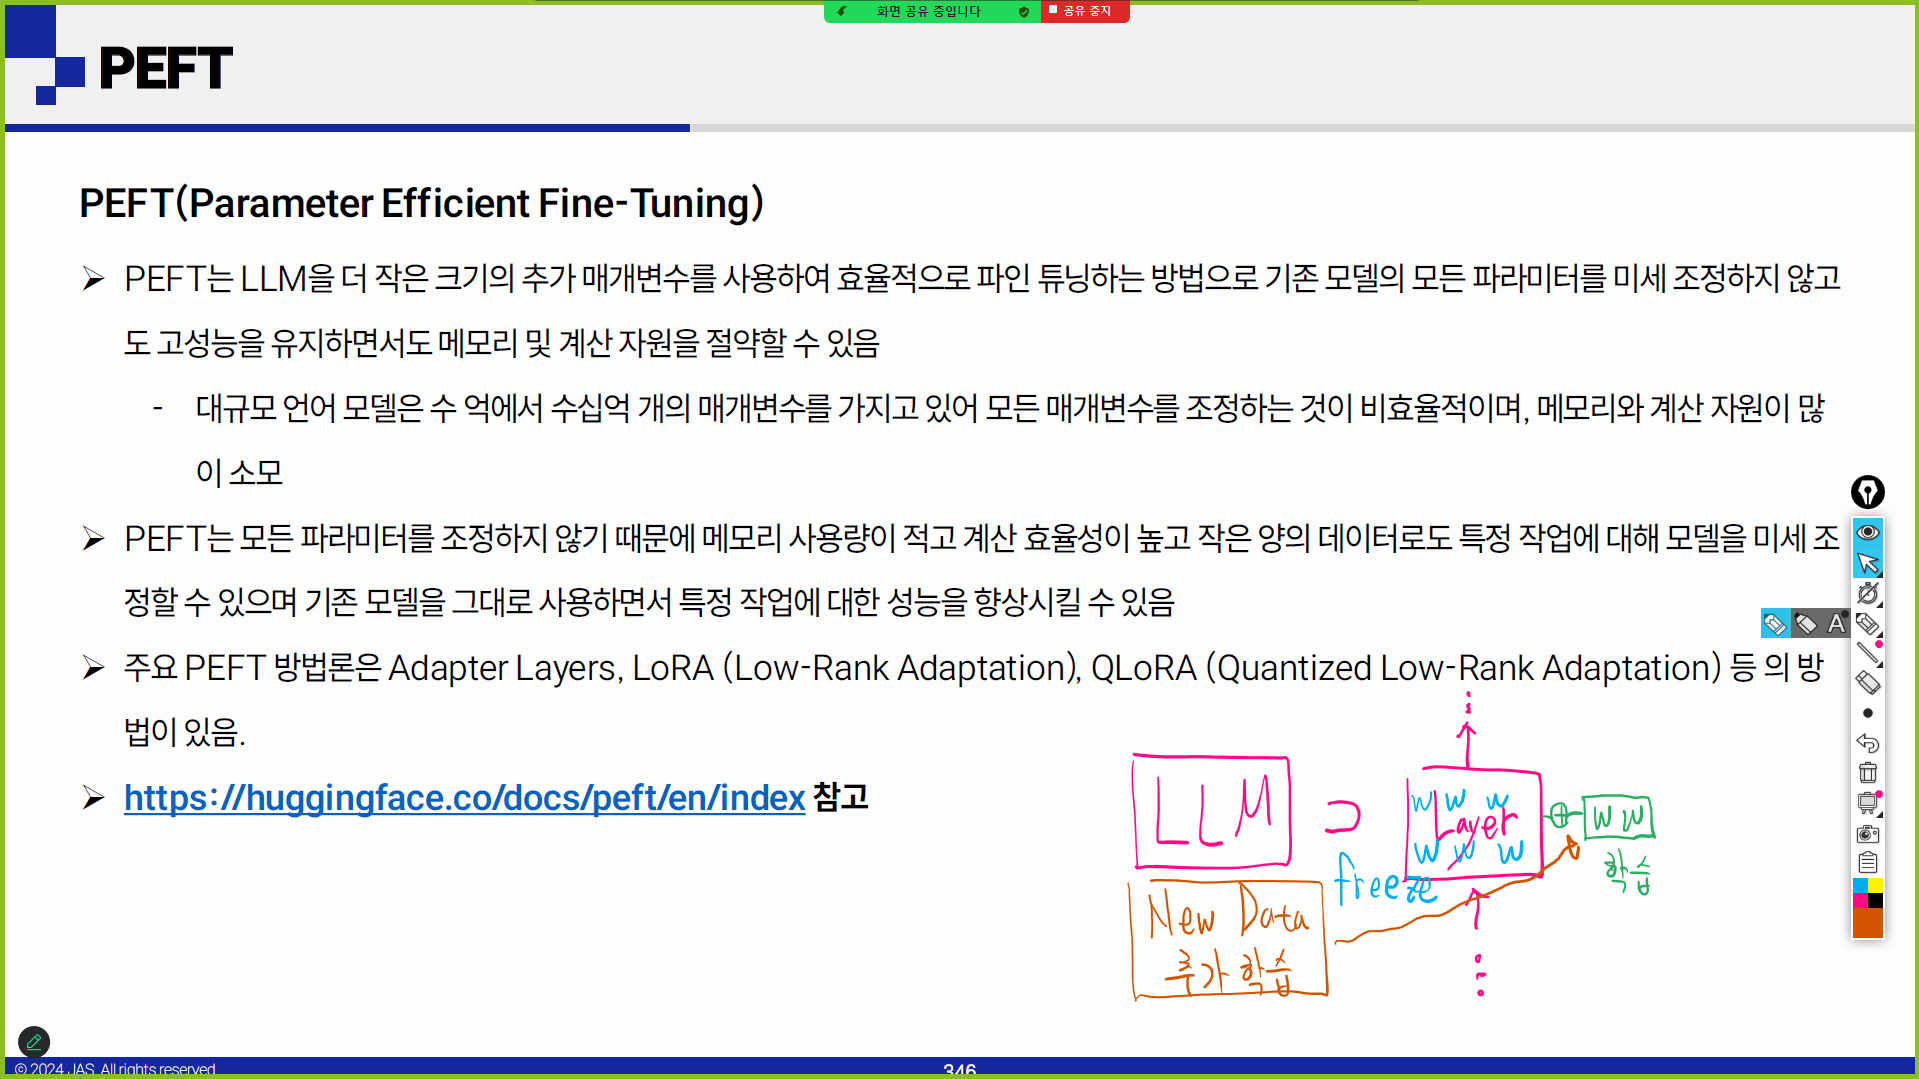 화면 공유 중입니다
공유 중지
PEFT
PEFT(Parameter Efficient Fine-Tuning)
➢ PEFT는 LLM을 더 작은 크기의 추가 매개변수를 사용하여 효율적으로 파인 튜닝하는 방법으로 기존 모델의 모든 파라미터를 미세 조정하지 않고
도 고성능을 유지하면서도 메모리 및 계산 자원을 절약할 수 있음
- 대규모 언어 모델은 수 억에서 수십억 개의 매개변수를 가지고 있어 모든 매개변수를 조정하는 것이 비효율적이며, 메모리와 계산 자원이 많
이 소모
➢ PEFT는 모든 파라미터를 조정하지 않기 때문에 메모리 사용량이 적고 계산 효율성이 높고 작은 양의 데이터로도 특정 작업에 대해 모델을 미세 조
정할 수 있으며 기존 모델을 그대로 사용하면서 특정 작업에 대한 성능을 향상시킬 수 있음
➢ 주요 PEFT 방법론은 Adapter Layers, LoRA (Low-Rank Adaptation), QLoRA (Quantized Low-Rank Adaptation) 등 의 방
법이 있음.
➢ https://huggingface.co/docs/peft/en/index 참고
LLM ⊃
W W W
Layer
W W W
⊕ W W
학습
freeze
New Data
추가 학습
A
© 2024 JAS. All rights reserved
346